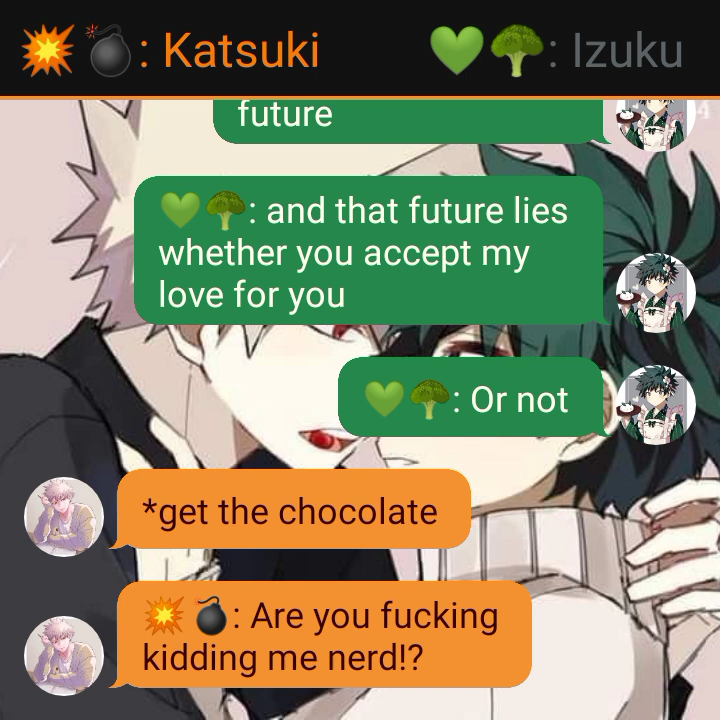 💥💣: Katsuki
💚🥦: Izuku
future
💚🥦: and that future lies
whether you accept my
love for you
💚🥦: Or not
*get the chocolate
💥💣: Are you fucking
kidding me nerd!?